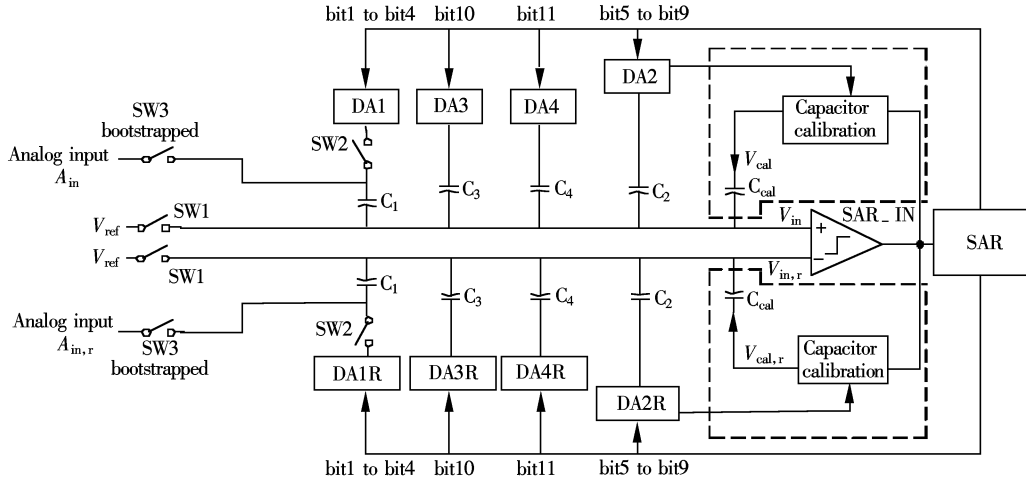 bit1 to bit4 bit10 bit11 bit5 to bit9
DA1 DA3 DA4 DA2
SW3
bootstrapped
Capacitor
calibration
Analog input
A_in
SW2
V_cal
C_1 C_3 C_4 C_2 C_cal
V_ref SW1
V_in SAR_IN
+
SAR
V_ref SW1
−
V_in,r
C_1 C_3 C_4 C_2 C_cal
Analog input
A_in,r
SW3
bootstrapped
SW2
V_cal,r
Capacitor
calibration
DA1R DA3R DA4R DA2R
bit1 to bit4 bit10 bit11 bit5 to bit9